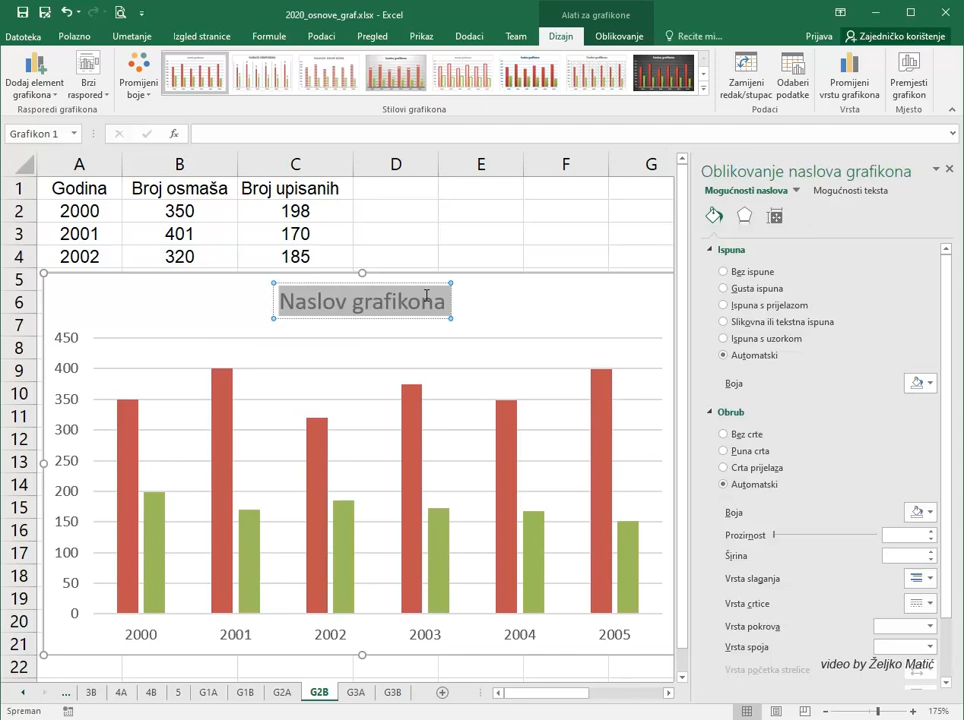 2020_osnove_graf.xlsx - Excel
Alati za grafikone
Datoteka Polazno Umetanje Izgled stranice Formule Podaci Pregled Prikaz Dodaci Team Dizajn Oblikovanje Recite mi... Prijava Zajedničko korištenje
Dodaj element grafikona
Brzi raspored
Promijeni boje
Zamijeni redak/stupac
Odaberi podatke
Promijeni vrstu grafikona
Premjesti grafikon
Rasporedi grafikona Stilovi grafikona Podaci Vrsta Mjesto
Grafikon 1 fx
A B C D E F G
1 Godina Broj osmaša Broj upisanih
2 2000 350 198
3 2001 401 170
4 2002 320 185
5
6
7
8
9
10
11
12
13
14
15
16
17
18
19
20
21
22
Naslov grafikona
450
400
350
300
250
200
150
100
50
0
2000 2001 2002 2003 2004 2005
Oblikovanje naslova grafikona
Mogućnosti naslova Mogućnosti teksta
Ispuna
Bez ispune
Gusta ispuna
Ispuna s prijelazom
Slikovna ili tekstna ispuna
Ispuna s uzorkom
Automatski
Boja
Obrub
Bez crte
Puna crta
Crta prijelaza
Automatski
Boja
Prozirnost
Širina
Vrsta slaganja
Vrsta crtice
Vrsta pokrova
Vrsta spoja
Vrsta početka strelice
video by Željko Matić
... 3B 4A 4B 5 G1A G1B G2A G2B G3A G3B
Spreman 175%